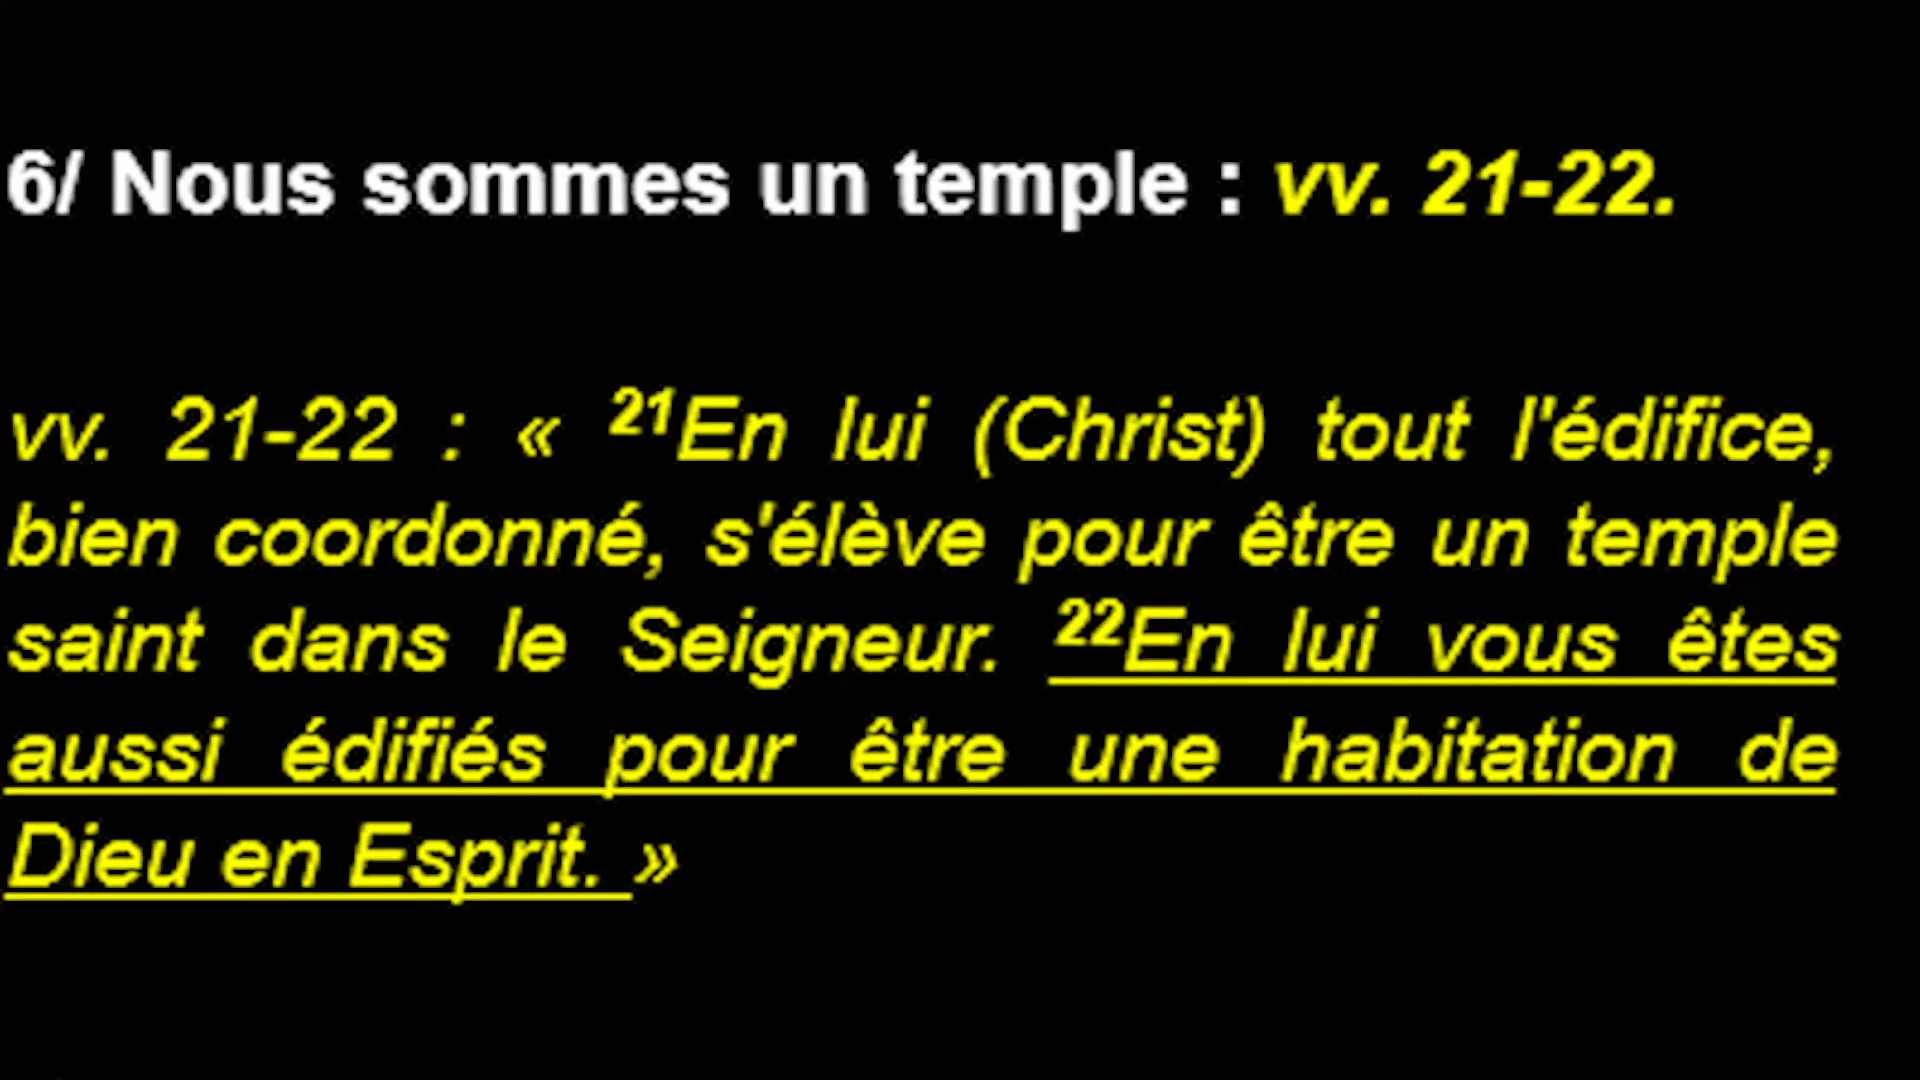 6/ Nous sommes un temple : vv. 21-22.
vv. 21-22 : « ²¹En lui (Christ) tout l'édifice,
bien coordonné, s'élève pour être un temple
saint dans le Seigneur. ²²En lui vous êtes
aussi édifiés pour être une habitation de
Dieu en Esprit. »